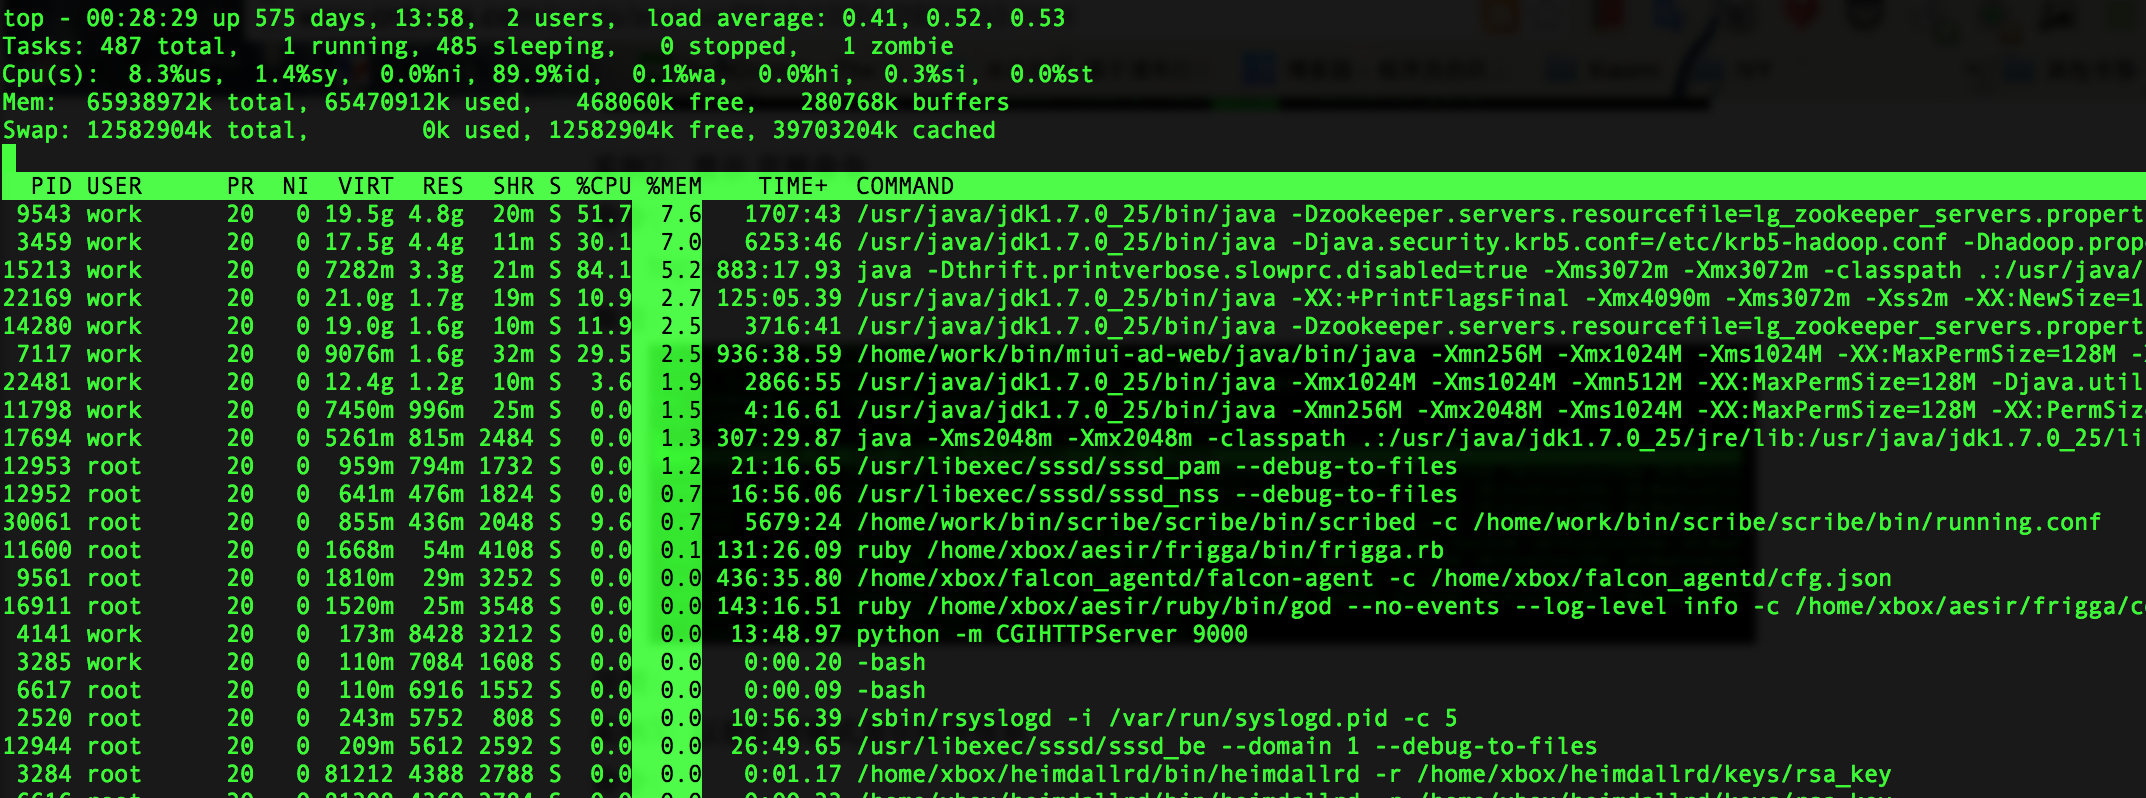 top - 00:28:29 up 575 days, 13:58,  2 users,  load average: 0.41, 0.52, 0.53
Tasks: 487 total,   1 running, 485 sleeping,   0 stopped,   1 zombie
Cpu(s):  8.3%us,  1.4%sy,  0.0%ni, 89.9%id,  0.1%wa,  0.0%hi,  0.3%si,  0.0%st
Mem:  65938972k total, 65470912k used,   468060k free,   280768k buffers
Swap: 12582904k total,        0k used, 12582904k free, 39703204k cached
PID USER      PR  NI  VIRT  RES  SHR S %CPU %MEM    TIME+  COMMAND
9543 work      20   0 19.5g 4.8g  20m S 51.7  7.6   1707:43 /usr/java/jdk1.7.0_25/bin/java -Dzookeeper.servers.resourcefile=lg_zookeeper_servers.propert
3459 work      20   0 17.5g 4.4g  11m S 30.1  7.0   6253:46 /usr/java/jdk1.7.0_25/bin/java -Djava.security.krb5.conf=/etc/krb5-hadoop.conf -Dhadoop.prop
15213 work      20   0 7282m 3.3g  21m S 84.1  5.2 883:17.93 java -Dthrift.printverbose.slowprc.disabled=true -Xms3072m -Xmx3072m -classpath .:/usr/java/
22169 work      20   0 21.0g 1.7g  19m S 10.9  2.7 125:05.39 /usr/java/jdk1.7.0_25/bin/java -XX:+PrintFlagsFinal -Xmx4090m -Xms3072m -Xss2m -XX:NewSize=1
14280 work      20   0 19.0g 1.6g  10m S 11.9  2.5   3716:41 /usr/java/jdk1.7.0_25/bin/java -Dzookeeper.servers.resourcefile=lg_zookeeper_servers.propert
7117 work      20   0 9076m 1.6g  32m S 29.5  2.5 936:38.59 /home/work/bin/miui-ad-web/java/bin/java -Xmn256M -Xmx1024M -Xms1024M -XX:MaxPermSize=128M -
22481 work      20   0 12.4g 1.2g  10m S  3.6  1.9   2866:55 /usr/java/jdk1.7.0_25/bin/java -Xmx1024M -Xms1024M -Xmn512M -XX:MaxPermSize=128M -Djava.util
11798 work      20   0 7450m 996m  25m S  0.0  1.5   4:16.61 /usr/java/jdk1.7.0_25/bin/java -Xmn256M -Xmx2048M -Xms1024M -XX:MaxPermSize=128M -XX:PermSiz
17694 work      20   0 5261m 815m 2484 S  0.0  1.3 307:29.87 java -Xms2048m -Xmx2048m -classpath .:/usr/java/jdk1.7.0_25/jre/lib:/usr/java/jdk1.7.0_25/li
12953 root      20   0  959m 794m 1732 S  0.0  1.2  21:16.65 /usr/libexec/sssd/sssd_pam --debug-to-files
12952 root      20   0  641m 476m 1824 S  0.0  0.7  16:56.06 /usr/libexec/sssd/sssd_nss --debug-to-files
30061 root      20   0  855m 436m 2048 S  9.6  0.7   5679:24 /home/work/bin/scribe/scribe/bin/scribed -c /home/work/bin/scribe/scribe/bin/running.conf
11600 root      20   0 1668m  54m 4108 S  0.0  0.1 131:26.09 ruby /home/xbox/aesir/frigga/bin/frigga.rb
9561 root      20   0 1810m  29m 3252 S  0.0  0.0 436:35.80 /home/xbox/falcon_agentd/falcon-agent -c /home/xbox/falcon_agentd/cfg.json
16911 root      20   0 1520m  25m 3548 S  0.0  0.0 143:16.51 ruby /home/xbox/aesir/ruby/bin/god --no-events --log-level info -c /home/xbox/aesir/frigga/co
4141 work      20   0  173m 8428 3212 S  0.0  0.0  13:48.97 python -m CGIHTTPServer 9000
3285 work      20   0  110m 7084 1608 S  0.0  0.0   0:00.20 -bash
6617 root      20   0  110m 6916 1552 S  0.0  0.0   0:00.09 -bash
2520 root      20   0  243m 5752  808 S  0.0  0.0  10:56.39 /sbin/rsyslogd -i /var/run/syslogd.pid -c 5
12944 root      20   0  209m 5612 2592 S  0.0  0.0  26:49.65 /usr/libexec/sssd/sssd_be --domain 1 --debug-to-files
3284 root      20   0 81212 4388 2788 S  0.0  0.0   0:01.17 /home/xbox/heimdallrd/bin/heimdallrd -r /home/xbox/heimdallrd/keys/rsa_key